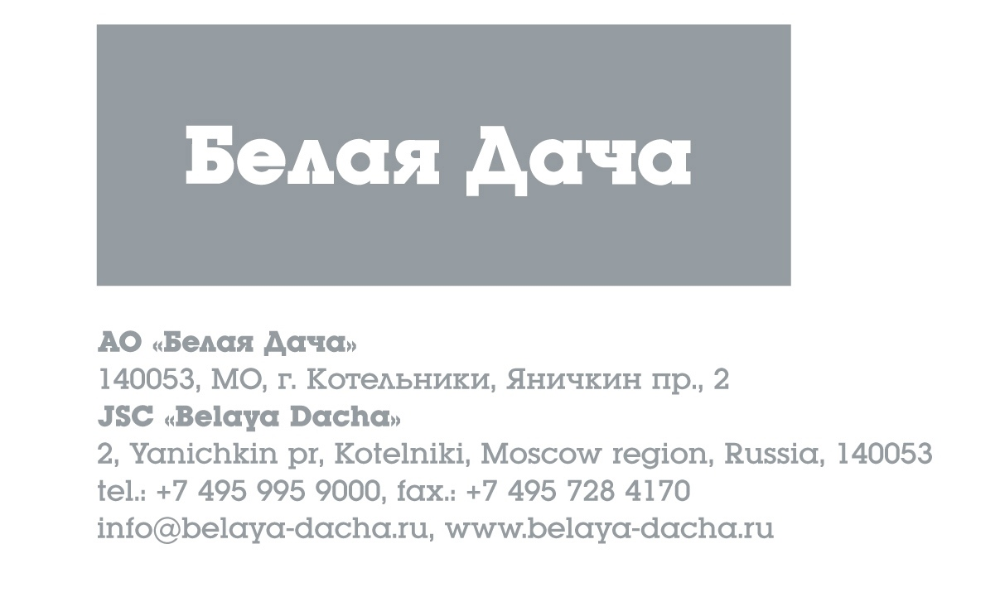 Белая Дача
АО «Белая Дача»
140053, МО, г. Котельники, Яничкин пр., 2
JSC «Belaya Dacha»
2, Yanichkin pr, Kotelniki, Moscow region, Russia, 140053
tel.: +7 495 995 9000, fax.: +7 495 728 4170
info@belaya-dacha.ru, www.belaya-dacha.ru